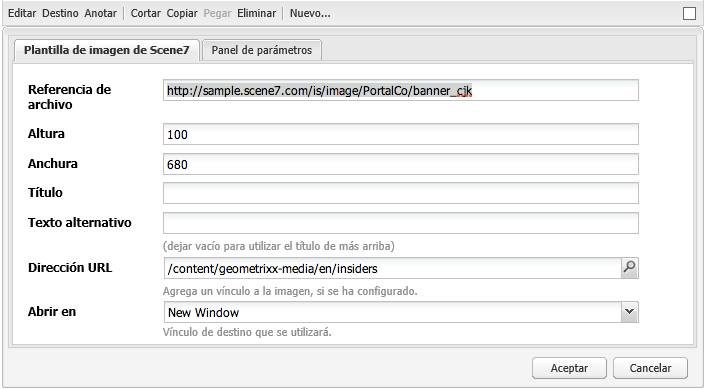 Editar Destino Anotar | Cortar Copiar Pegar Eliminar | Nuevo...
Plantilla de imagen de Scene7 Panel de parámetros
Referencia de archivo http://sample.scene7.com/is/image/PortalCo/banner_cjk
Altura 100
Anchura 680
Título
Texto alternativo
(dejar vacío para utilizar el título de más arriba)
Dirección URL /content/geometrixx-media/en/insiders
Agrega un vínculo a la imagen, si se ha configurado.
Abrir en New Window
Vínculo de destino que se utilizará.
Aceptar Cancelar